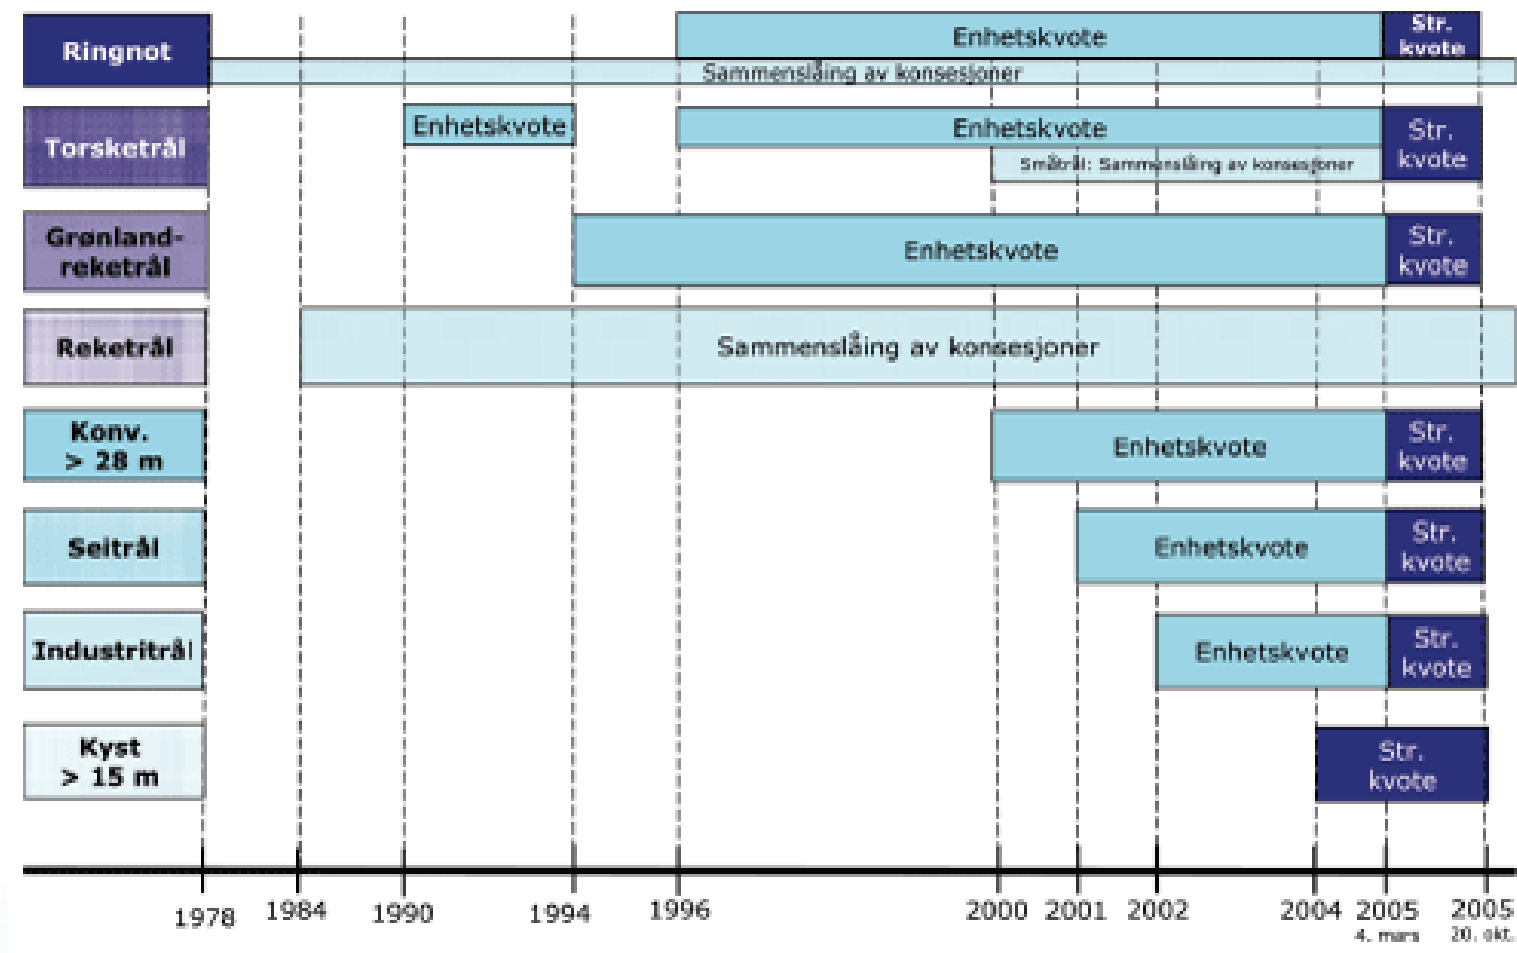 Ringnot
Enhetskvote
Str.
kvote
Sammenslåing av konsesjoner
Torsketrål
Enhetskvote
Enhetskvote
Str.
kvote
Småtrål: Sammenslåing av konsesjoner
Grønland-
reketrål
Enhetskvote
Str.
kvote
Reketrål
Sammenslåing av konsesjoner
Konv.
> 28 m
Enhetskvote
Str.
kvote
Seitrål
Enhetskvote
Str.
kvote
Industritrål
Enhetskvote
Str.
kvote
Kyst
> 15 m
Str.
kvote
1978 1984 1990 1994 1996 2000 2001 2002 2004 2005 2005
4. mars 20. okt.